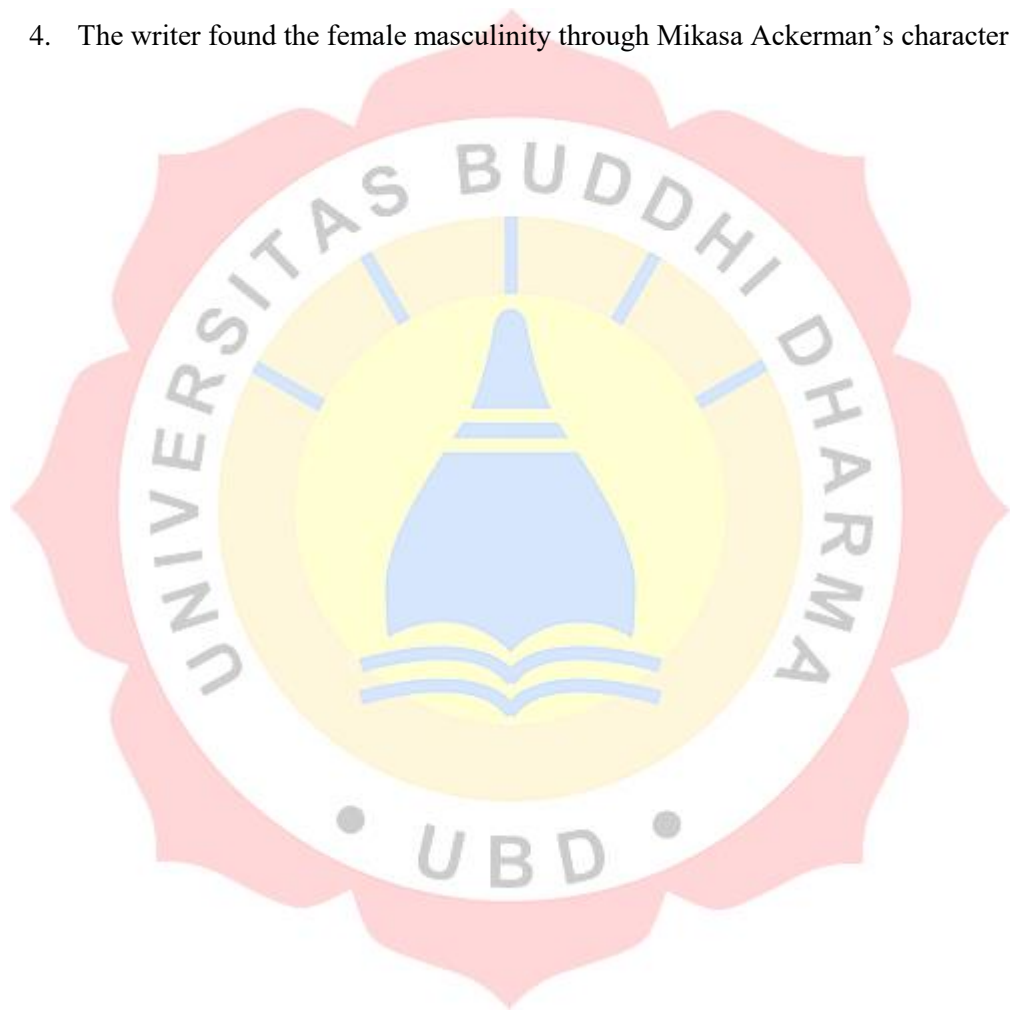 4. The writer found the female masculinity through Mikasa Ackerman’s character
UNIVERSITAS BUDDHI DHARMA
• UBD •